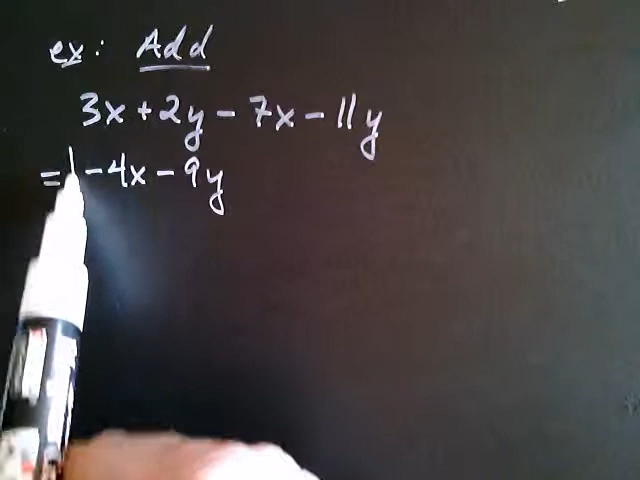 ex: Add
3x + 2y - 7x - 11y
= -4x - 9y